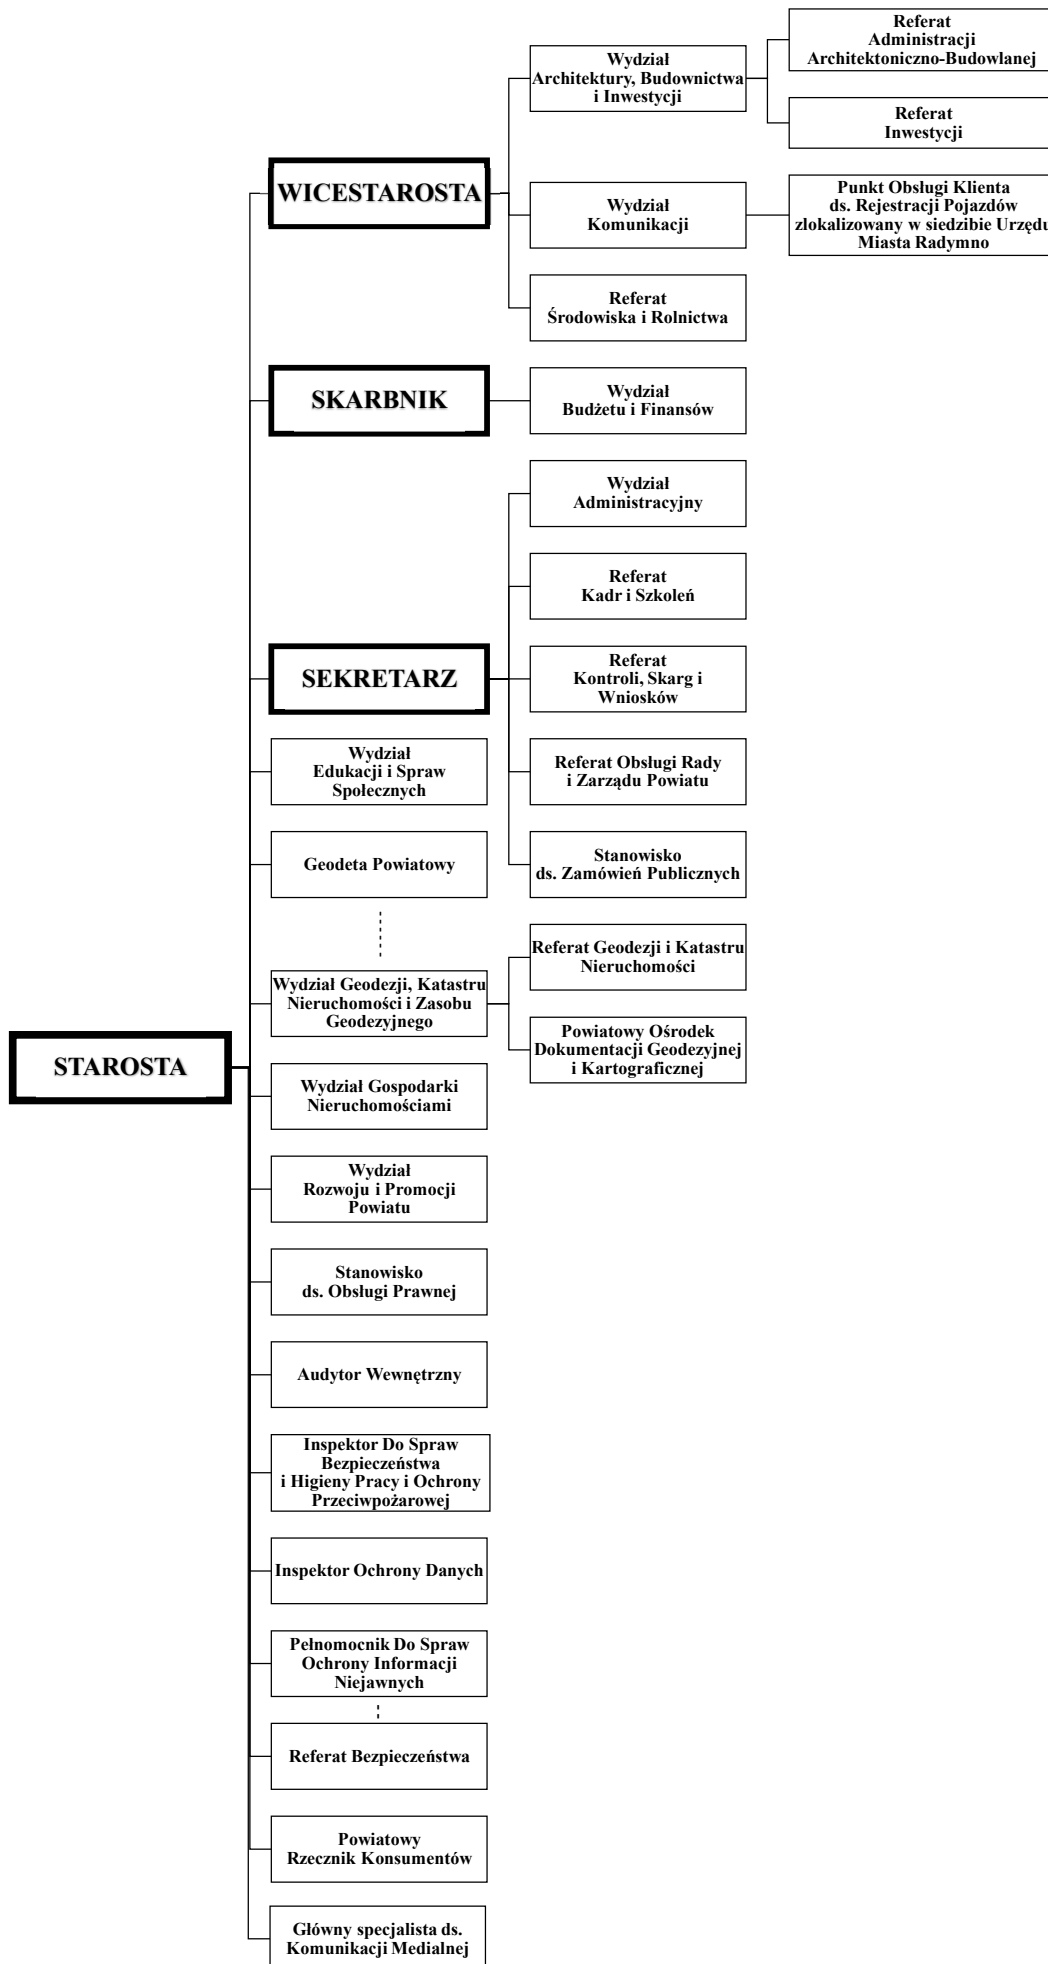 Referat
Administracji
Architektoniczno-Budowlanej
Wydział
Architektury, Budownictwa
i Inwestycji
Referat
Inwestycji
WICESTAROSTA
Punkt Obsługi Klienta
ds. Rejestracji Pojazdów
zlokalizowany w siedzibie Urzędu
Miasta Radymno
Wydział
Komunikacji
Referat
Środowiska i Rolnictwa
SKARBNIK
Wydział
Budżetu i Finansów
Wydział
Administracyjny
Referat
Kadr i Szkoleń
SEKRETARZ
Referat
Kontroli, Skarg i
Wniosków
Wydział
Edukacji i Spraw
Społecznych
Referat Obsługi Rady
i Zarządu Powiatu
Geodeta Powiatowy
Stanowisko
ds. Zamówień Publicznych
Referat Geodezji i Katastru
Nieruchomości
Wydział Geodezji, Katastru
Nieruchomości i Zasobu
Geodezyjnego
Powiatowy Ośrodek
Dokumentacji Geodezyjnej
i Kartograficznej
STAROSTA
Wydział Gospodarki
Nieruchomościami
Wydział
Rozwoju i Promocji
Powiatu
Stanowisko
ds. Obsługi Prawnej
Audytor Wewnętrzny
Inspektor Do Spraw
Bezpieczeństwa
i Higieny Pracy i Ochrony
Przeciwpożarowej
Inspektor Ochrony Danych
Pełnomocnik Do Spraw
Ochrony Informacji
Niejawnych
Referat Bezpieczeństwa
Powiatowy
Rzecznik Konsumentów
Główny specjalista ds.
Komunikacji Medialnej